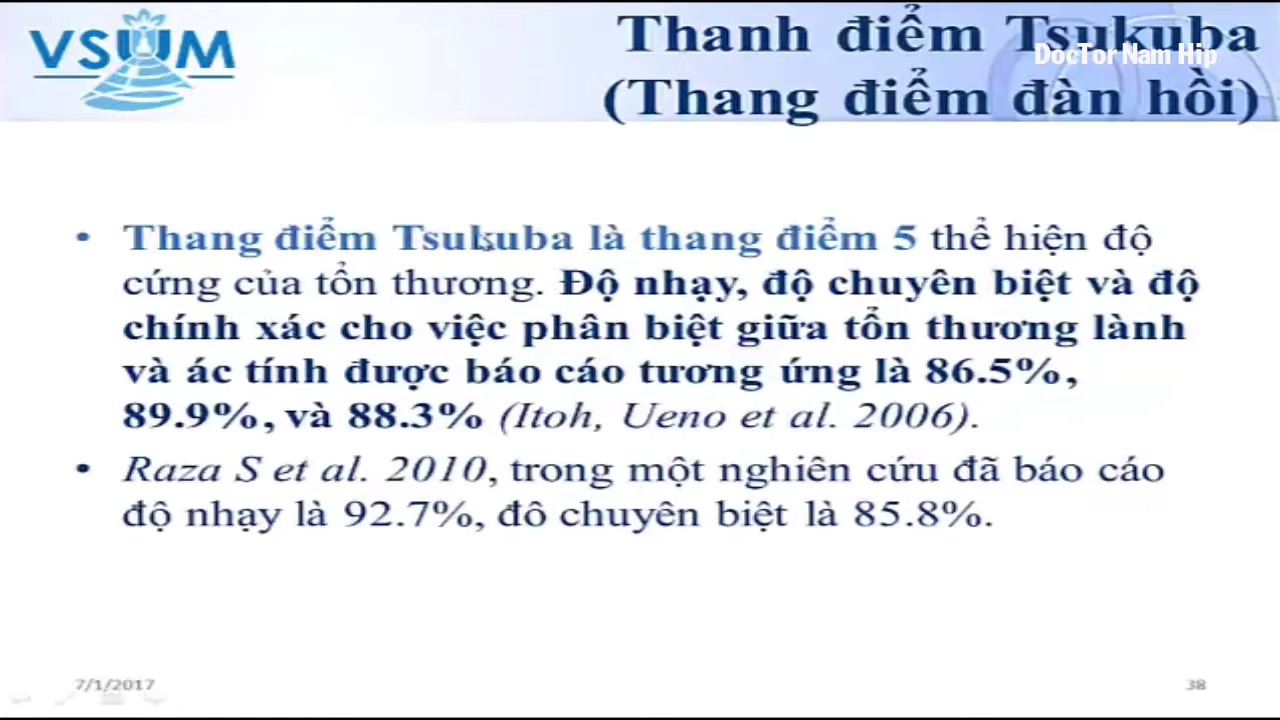 VSUM
Thanh điểm Tsukuba
DocTor Nam Hip
(Thang điểm đàn hồi)
• Thang điểm Tsukuba là thang điểm 5 thể hiện độ
cứng của tổn thương. Độ nhạy, độ chuyên biệt và độ
chính xác cho việc phân biệt giữa tổn thương lành
và ác tính được báo cáo tương ứng là 86.5%,
89.9%, và 88.3% (Itoh, Ueno et al. 2006).
• Raza S et al. 2010, trong một nghiên cứu đã báo cáo
độ nhạy là 92.7%, đô chuyên biệt là 85.8%.
7/1/2017
38